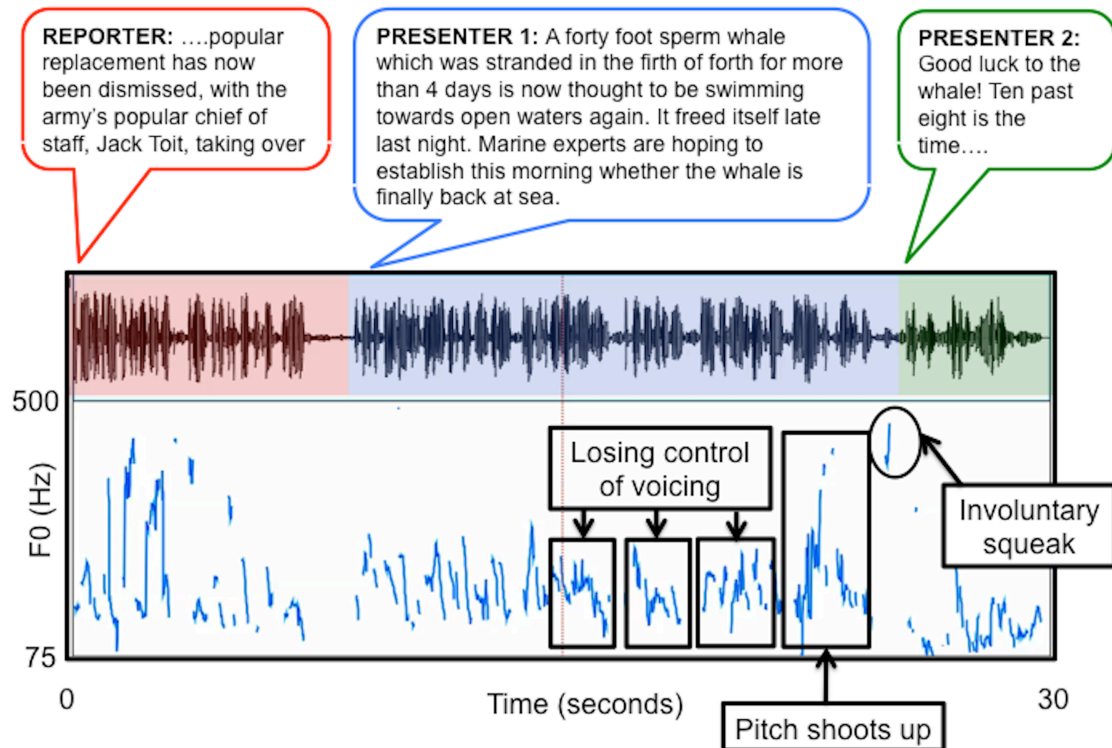 REPORTER: ....popular
replacement has now
been dismissed, with the
army's popular chief of
staff, Jack Toit, taking over
PRESENTER 1: A forty foot sperm whale
which was stranded in the firth of forth for more
than 4 days is now thought to be swimming
towards open waters again. It freed itself late
last night. Marine experts are hoping to
establish this morning whether the whale is
finally back at sea.
PRESENTER 2:
Good luck to the
whale! Ten past
eight is the
time....
500
F0 (Hz)
75
Losing control
of voicing
Involuntary
squeak
0
Time (seconds)
30
Pitch shoots up